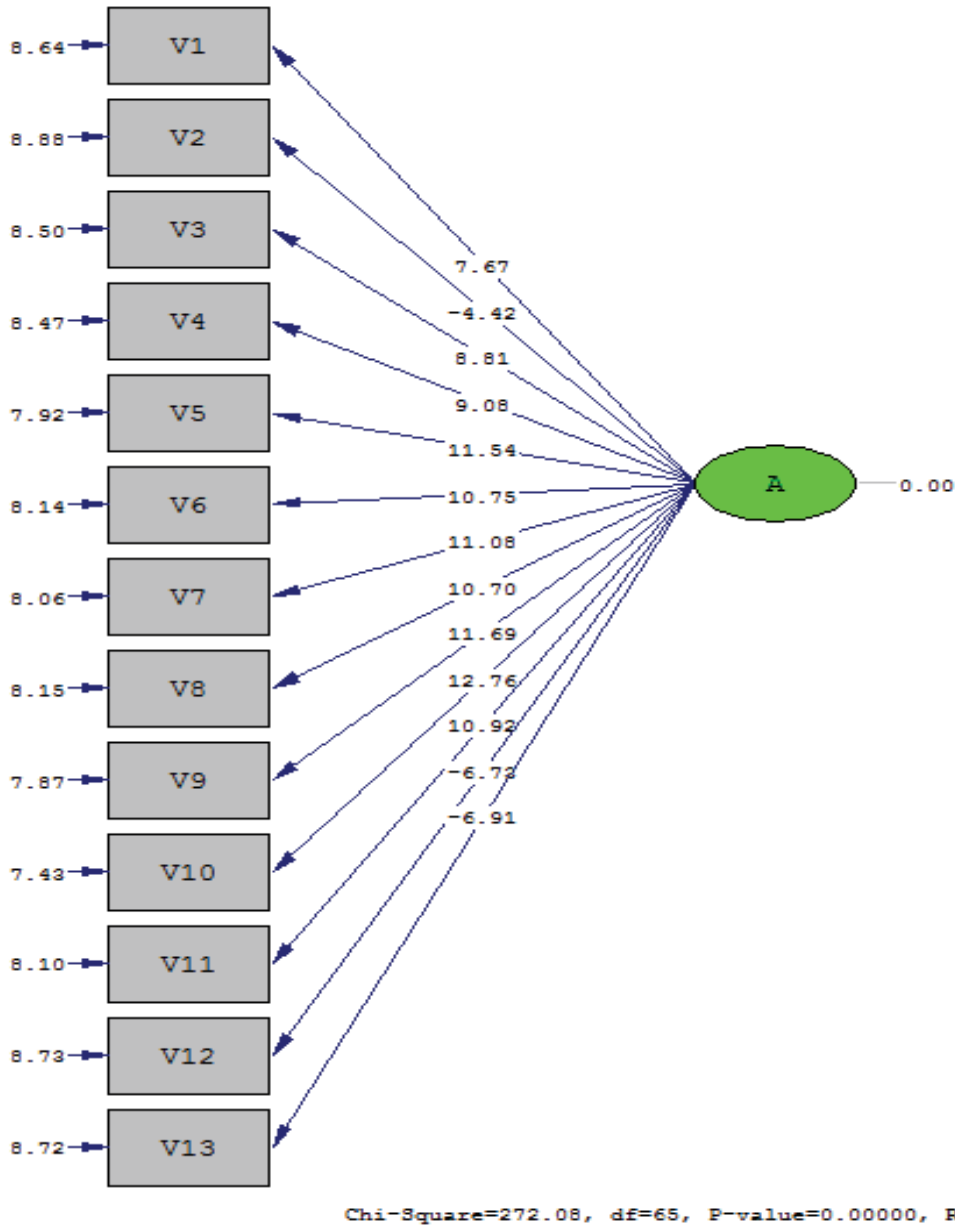 8.64 V1
8.88 V2
8.50 V3
7.67
8.47 V4
-4.42
8.81
7.92 V5
9.08
11.54
8.14 V6
10.75
A 0.00
11.08
8.06 V7
10.70
11.69
8.15 V8
12.76
10.92
7.87 V9
-6.73
-6.91
7.43 V10
8.10 V11
8.73 V12
8.72 V13
Chi-Square=272.08, df=65, P-value=0.00000, R